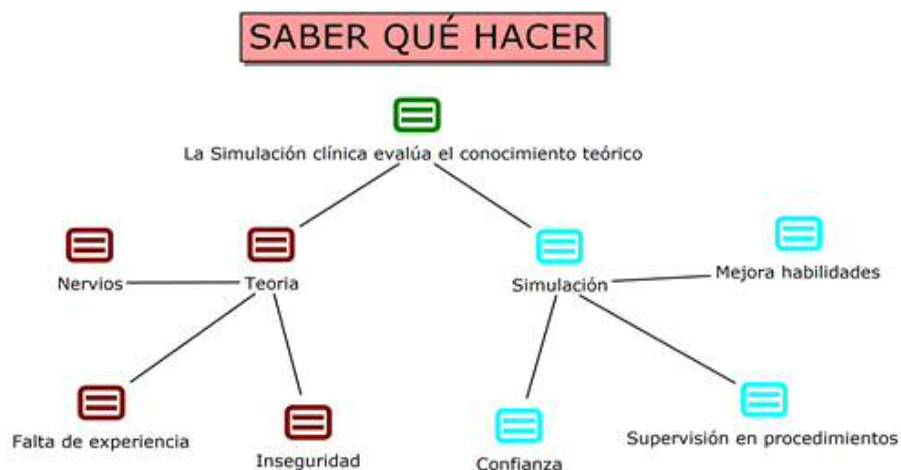 SABER QUÉ HACER
La Simulación clínica evalúa el conocimiento teórico
Nervios
Teoria
Simulación
Mejora habilidades
Falta de experiencia
Inseguridad
Confianza
Supervisión en procedimientos